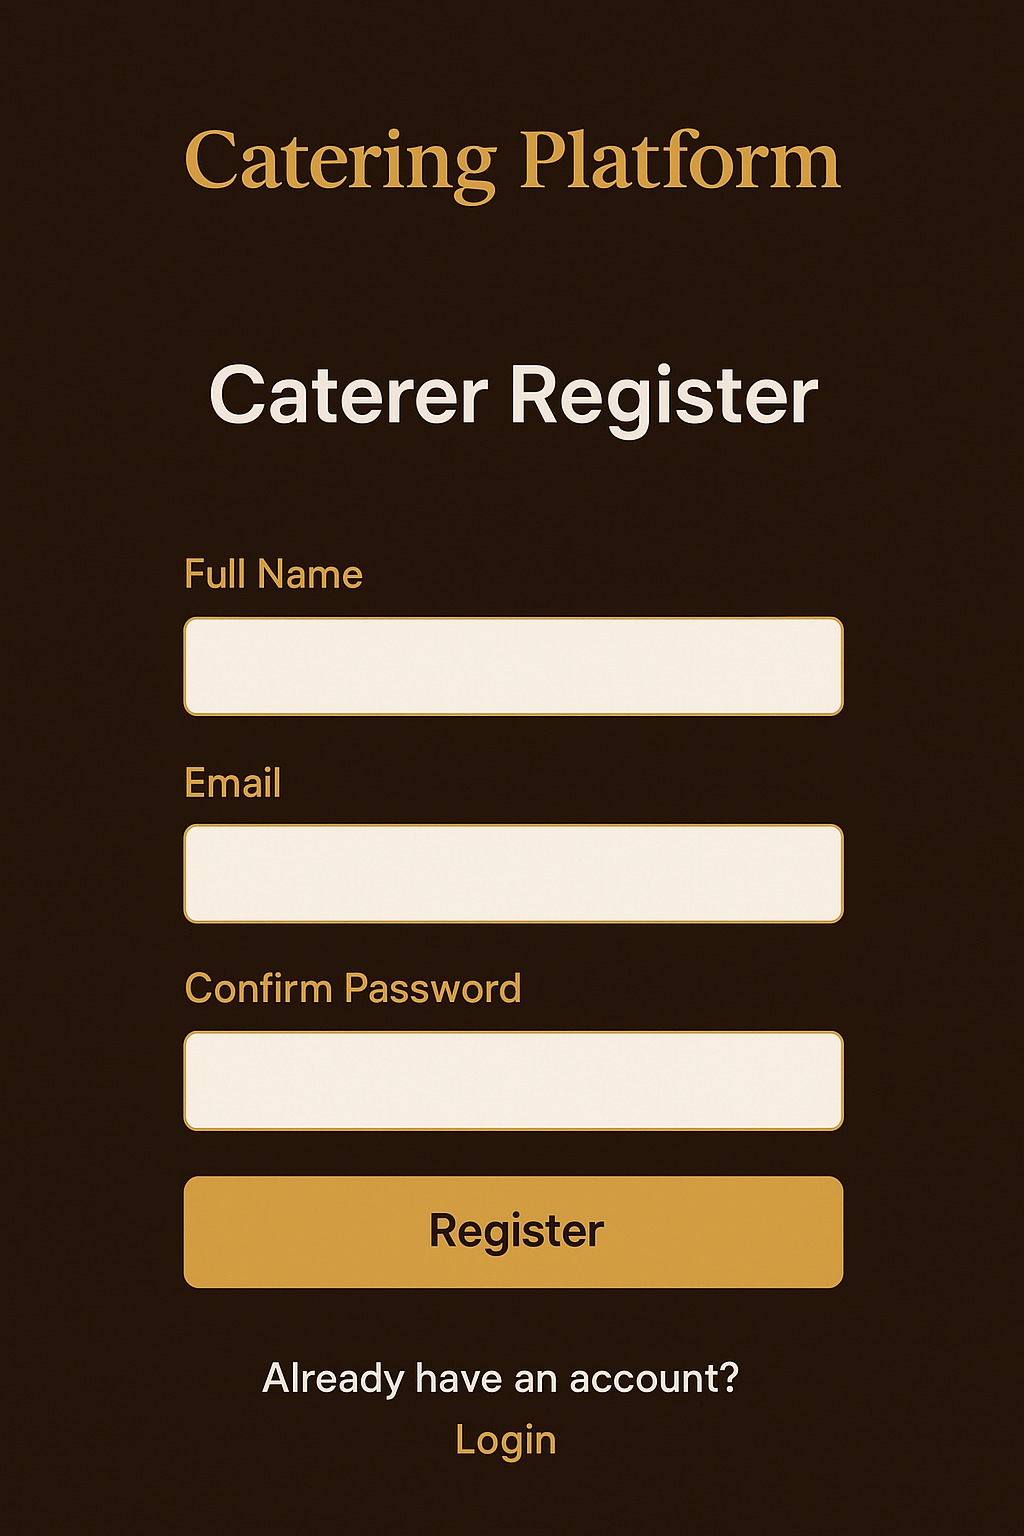 Catering Platform
Caterer Register
Full Name
Email
Confirm Password
Register
Already have an account?
Login